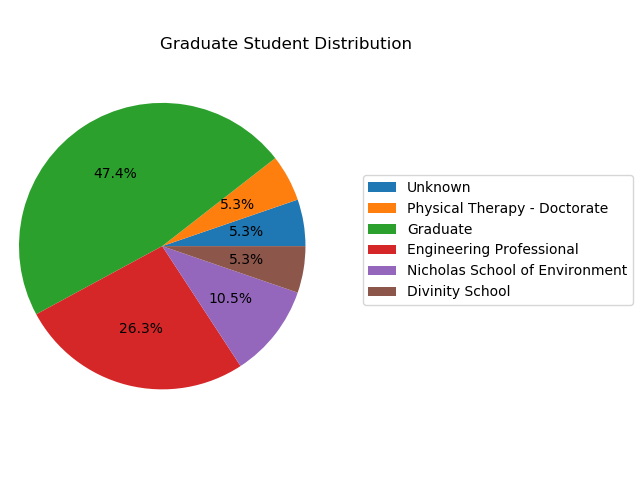 Graduate Student Distribution
47.4%
5.3%
5.3%
5.3%
10.5%
26.3%
Unknown
Physical Therapy - Doctorate
Graduate
Engineering Professional
Nicholas School of Environment
Divinity School